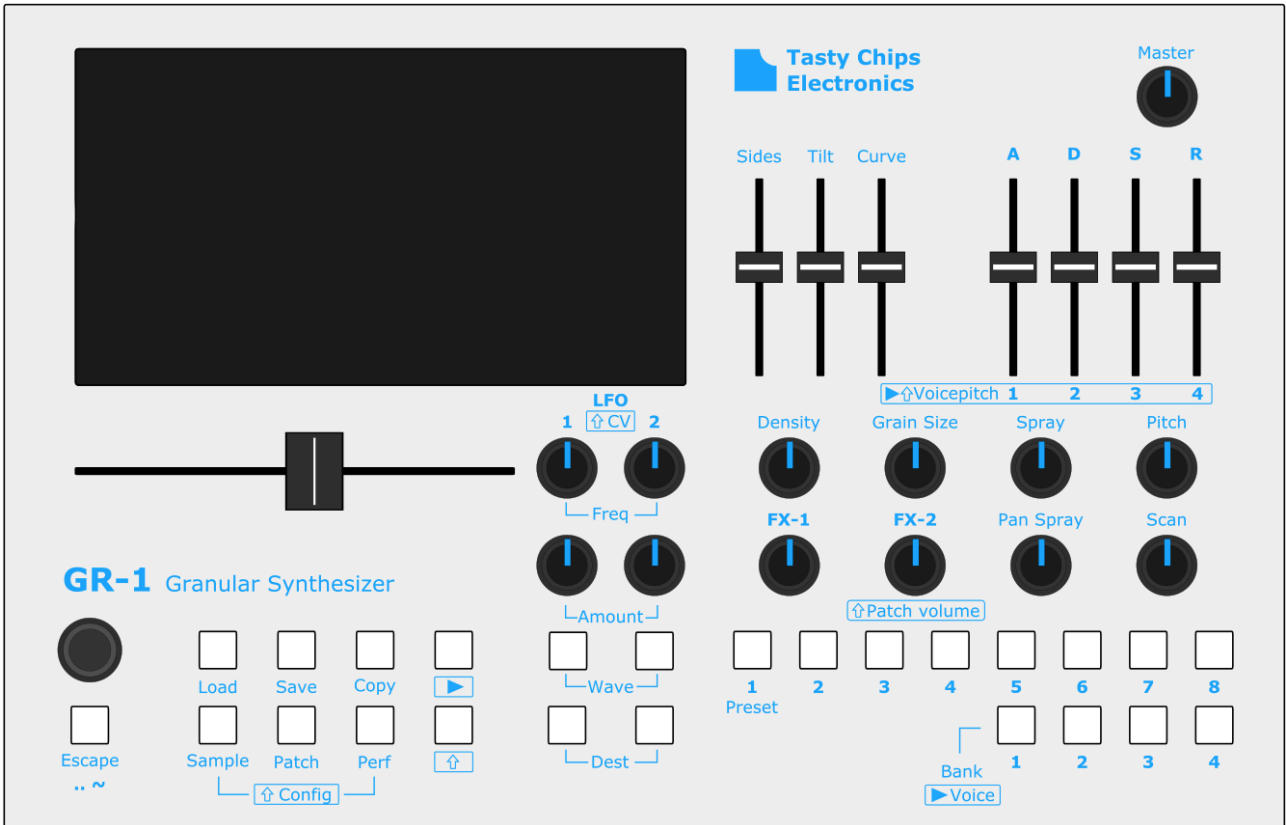 Tasty Chips
Electronics
Master
Sides Tilt Curve
A D S R
▶⇧Voicepitch 1 2 3 4
LFO
1 ⇧CV 2
Density Grain Size Spray Pitch
Freq
FX-1 FX-2 Pan Spray Scan
GR-1 Granular Synthesizer
Amount
⇧Patch volume
Load Save Copy ▶
Wave
1 2 3 4 5 6 7 8
Preset
Escape Sample Patch Perf ⇧
Dest
1 2 3 4
Bank
.. ~
⇧ Config
▶Voice